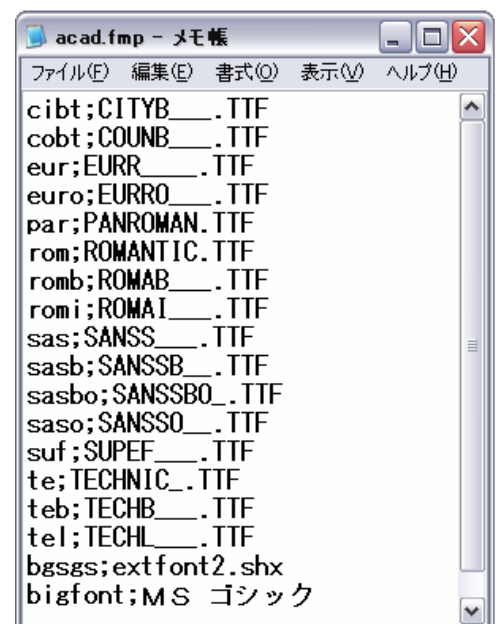 acad.fmp - メモ帳
ファイル(F) 編集(E) 書式(O) 表示(V) ヘルプ(H)
cibt;CITYB___.TTF
cobt;COUNB___.TTF
eur;EURR____.TTF
euro;EURRO___.TTF
par;PANROMAN.TTF
rom;ROMANTIC.TTF
romb;ROMAB___.TTF
romi;ROMAI___.TTF
sas;SANSS___.TTF
sasb;SANSSB__.TTF
sasbo;SANSSBO_.TTF
saso;SANSSO__.TTF
suf;SUPEF___.TTF
te;TECHNIC_.TTF
teb;TECHB___.TTF
tel;TECHL___.TTF
bgsgs;extfont2.shx
bigfont;ＭＳ ゴシック